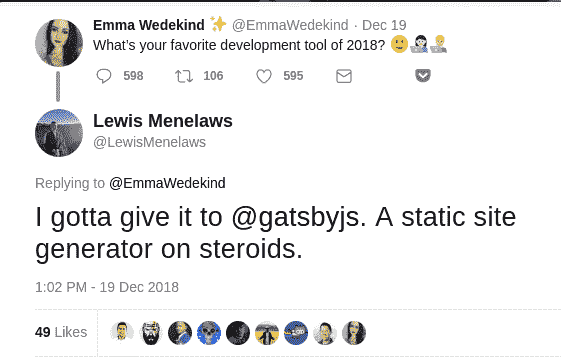 Emma Wedekind ✨ @EmmaWedekind · Dec 19
What's your favorite development tool of 2018? 🙂👩🏻‍💻👨🏼‍💻
598 106 595
Lewis Menelaws
@LewisMenelaws
Replying to @EmmaWedekind
I gotta give it to @gatsbyjs. A static site
generator on steroids.
1:02 PM - 19 Dec 2018
49 Likes